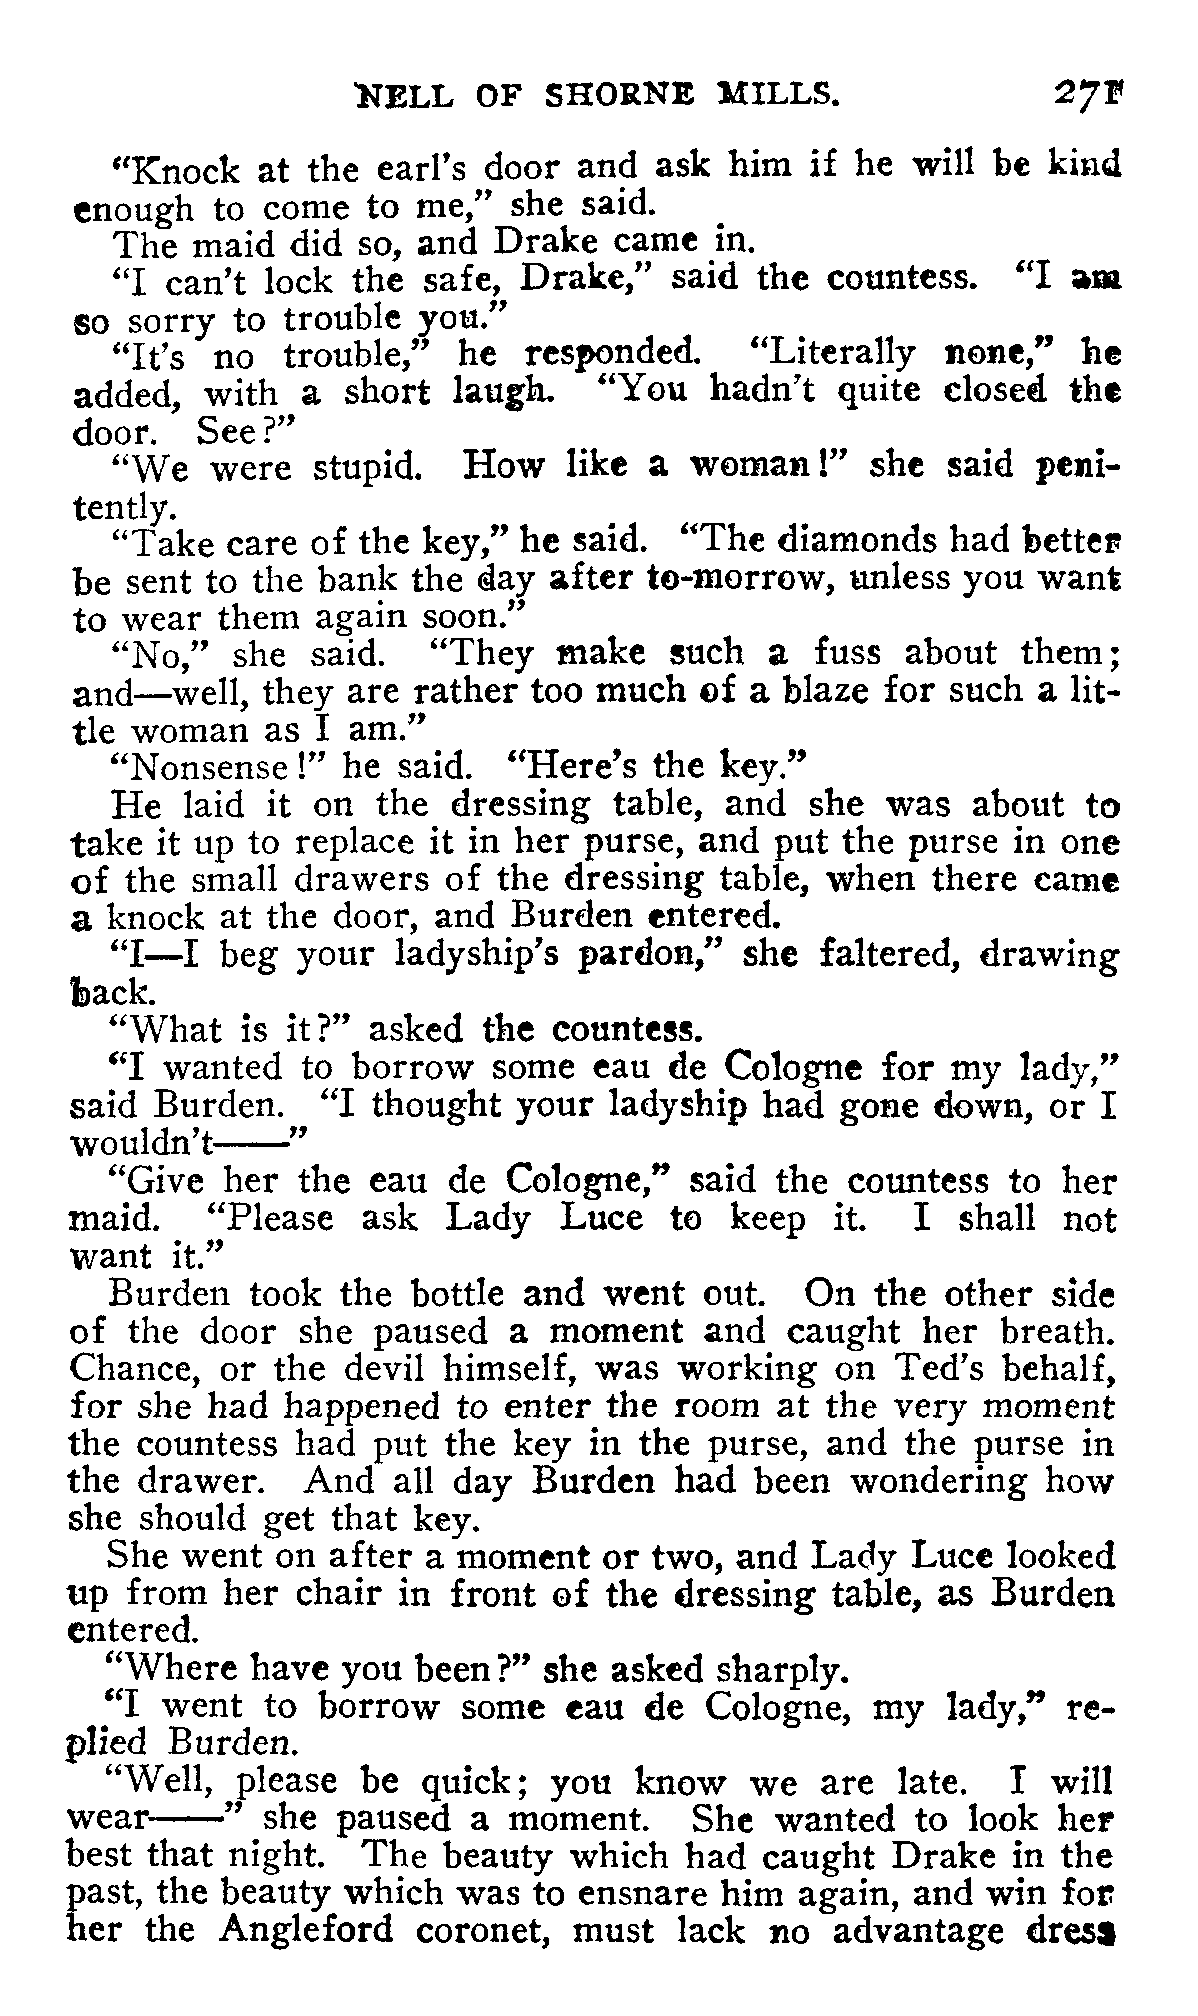 NELL OF SHORNE MILLS. 271
“Knock at the earl’s door and ask him if he will be kind
enough to come to me,” she said.
The maid did so, and Drake came in.
“I can’t lock the safe, Drake,” said the countess. “I am
so sorry to trouble you.”
“It’s no trouble,” he responded. “Literally none,” he
added, with a short laugh. “You hadn’t quite closed the
door. See?”
“We were stupid. How like a woman!” she said peni-
tently.
“Take care of the key,” he said. “The diamonds had better
be sent to the bank the day after to-morrow, unless you want
to wear them again soon.”
“No,” she said. “They make such a fuss about them;
and—well, they are rather too much of a blaze for such a lit-
tle woman as I am.”
“Nonsense!” he said. “Here’s the key.”
He laid it on the dressing table, and she was about to
take it up to replace it in her purse, and put the purse in one
of the small drawers of the dressing table, when there came
a knock at the door, and Burden entered.
“I—I beg your ladyship’s pardon,” she faltered, drawing
back.
“What is it?” asked the countess.
“I wanted to borrow some eau de Cologne for my lady,”
said Burden. “I thought your ladyship had gone down, or I
wouldn’t——”
“Give her the eau de Cologne,” said the countess to her
maid. “Please ask Lady Luce to keep it. I shall not
want it.”
Burden took the bottle and went out. On the other side
of the door she paused a moment and caught her breath.
Chance, or the devil himself, was working on Ted’s behalf,
for she had happened to enter the room at the very moment
the countess had put the key in the purse, and the purse in
the drawer. And all day Burden had been wondering how
she should get that key.
She went on after a moment or two, and Lady Luce looked
up from her chair in front of the dressing table, as Burden
entered.
“Where have you been?” she asked sharply.
“I went to borrow some eau de Cologne, my lady,” re-
plied Burden.
“Well, please be quick; you know we are late. I will
wear——” she paused a moment. She wanted to look her
best that night. The beauty which had caught Drake in the
past, the beauty which was to ensnare him again, and win for
her the Angleford coronet, must lack no advantage dress